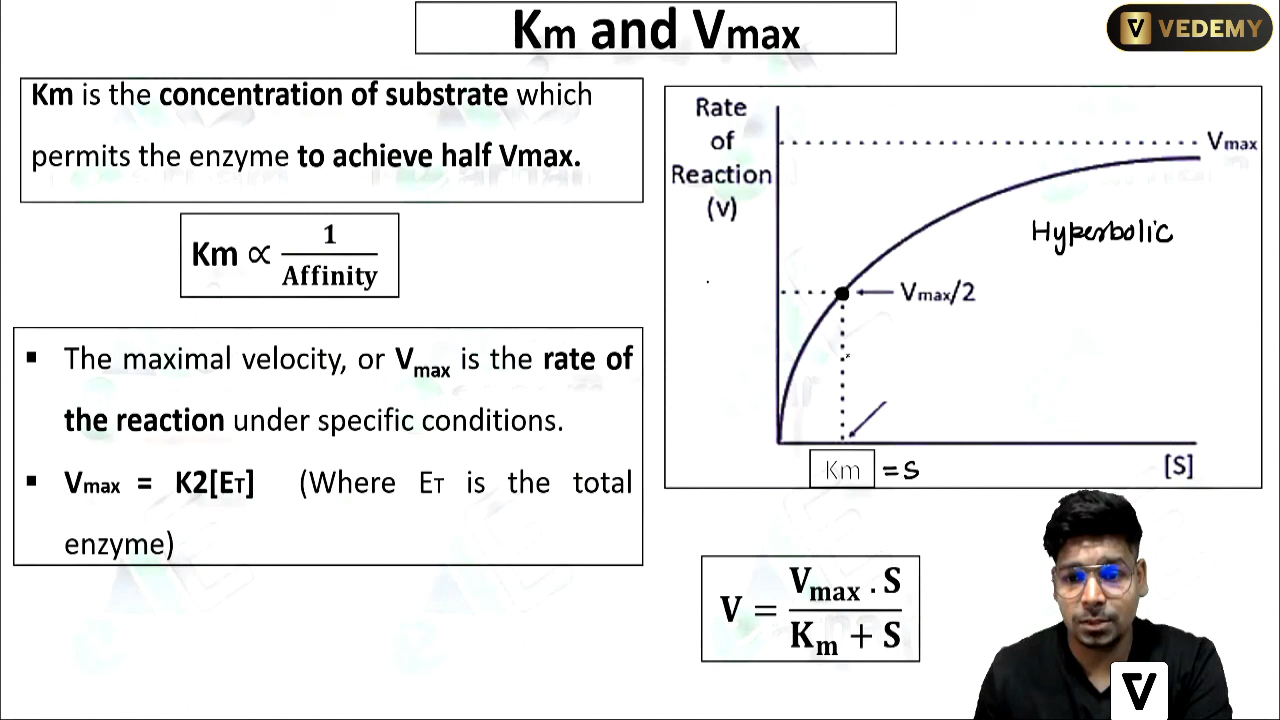 Km and Vmax
VEDEMY
Km is the concentration of substrate which
permits the enzyme to achieve half Vmax.
Km ∝ 1
Affinity
▪ The maximal velocity, or Vmax is the rate of
the reaction under specific conditions.
▪ Vmax = K2[ET] (Where ET is the total
enzyme)
Rate
of
Reaction
(v)
Vmax
Hyperbolic
Vmax/2
Km = S
[S]
V = Vmax . S
Km + S